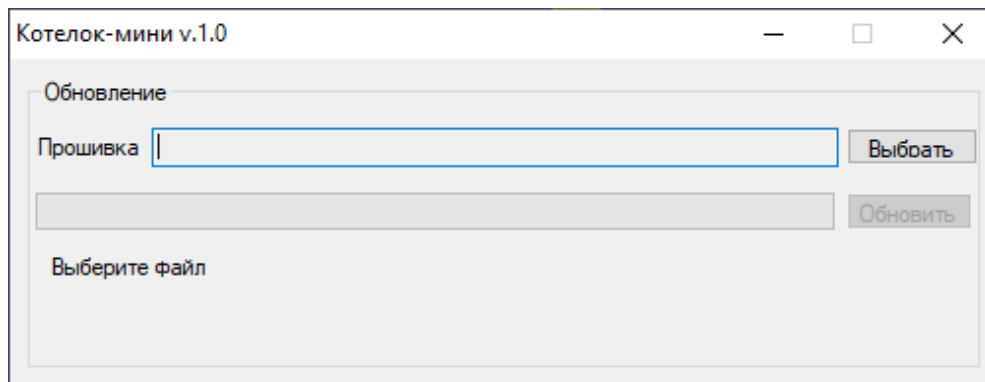 Котелок-мини v.1.0
Обновление
Прошивка Выбрать
Обновить
Выберите файл